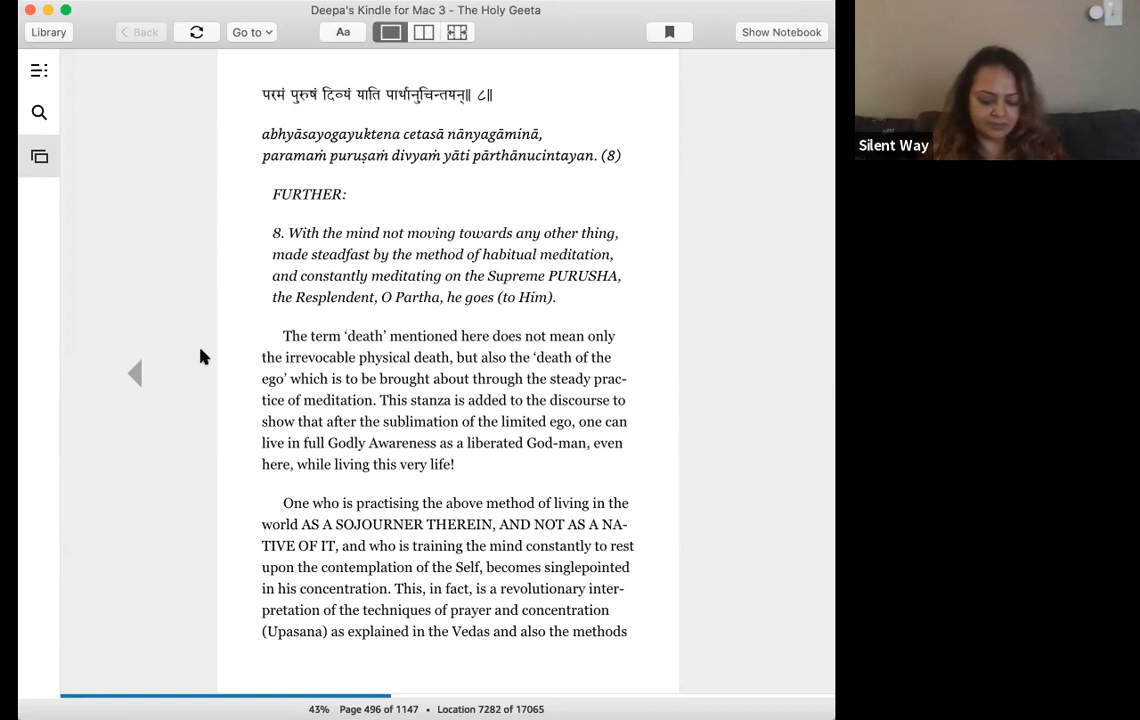 Deepa's Kindle for Mac 3 - The Holy Geeta
Library
Back
Go to
Aa
Show Notebook
परमं पुरुषं दिव्यं याति पार्थानुचिन्तयन्॥ ८॥
abhyāsayogayuktena cetasā nānyagāminā,
paramaṁ puruṣaṁ divyaṁ yāti pārthānucintayan. (8)
FURTHER:
8. With the mind not moving towards any other thing,
made steadfast by the method of habitual meditation,
and constantly meditating on the Supreme PURUSHA,
the Resplendent, O Partha, he goes (to Him).
The term ‘death’ mentioned here does not mean only
the irrevocable physical death, but also the ‘death of the
ego’ which is to be brought about through the steady prac-
tice of meditation. This stanza is added to the discourse to
show that after the sublimation of the limited ego, one can
live in full Godly Awareness as a liberated God-man, even
here, while living this very life!
One who is practising the above method of living in the
world AS A SOJOURNER THEREIN, AND NOT AS A NA-
TIVE OF IT, and who is training the mind constantly to rest
upon the contemplation of the Self, becomes singlepointed
in his concentration. This, in fact, is a revolutionary inter-
pretation of the techniques of prayer and concentration
(Upasana) as explained in the Vedas and also the methods
43% Page 496 of 1147 • Location 7282 of 17065
Silent Way